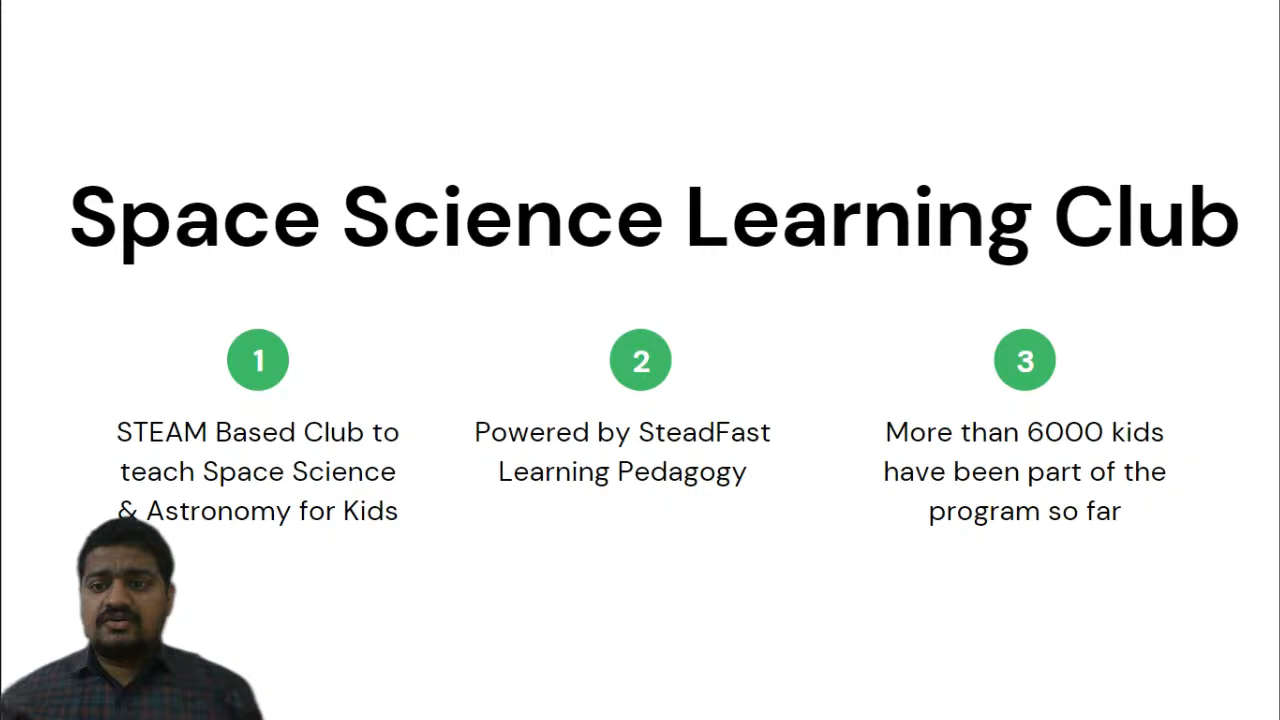 Space Science Learning Club
1
2
3
STEAM Based Club to
teach Space Science
& Astronomy for Kids
Powered by SteadFast
Learning Pedagogy
More than 6000 kids
have been part of the
program so far